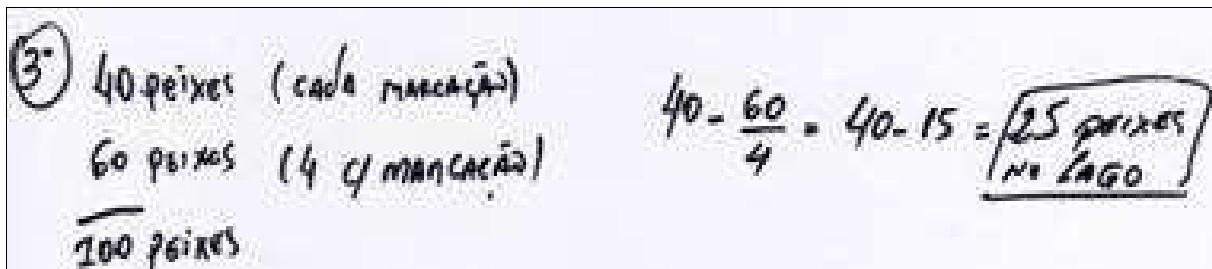 3ª 40 peixes (cada marcação)
60 peixes (4 c/ marcação)
100 peixes
40 - 60/4 = 40 - 15 = 25 peixes
no lago